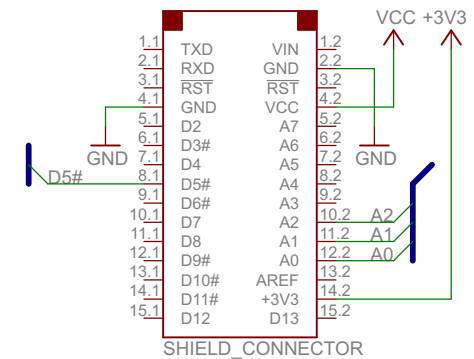 VCC +3V3
1.1 TXD VIN 1.2
2.1 RXD GND 2.2
3.1 RST RST 3.2
4.1 GND VCC 4.2
5.1 D2 A7 5.2
6.1 D3# A6 6.2
GND GND
7.1 D4 A5 7.2
D5# 8.1 D5# A4 8.2
9.1 D6# A3 9.2
10.1 D7 A2 10.2 A2
11.1 D8 A1 11.2 A1
12.1 D9# A0 12.2 A0
13.1 D10# AREF 13.2
14.1 D11# +3V3 14.2
15.1 D12 D13 15.2
SHIELD_CONNECTOR